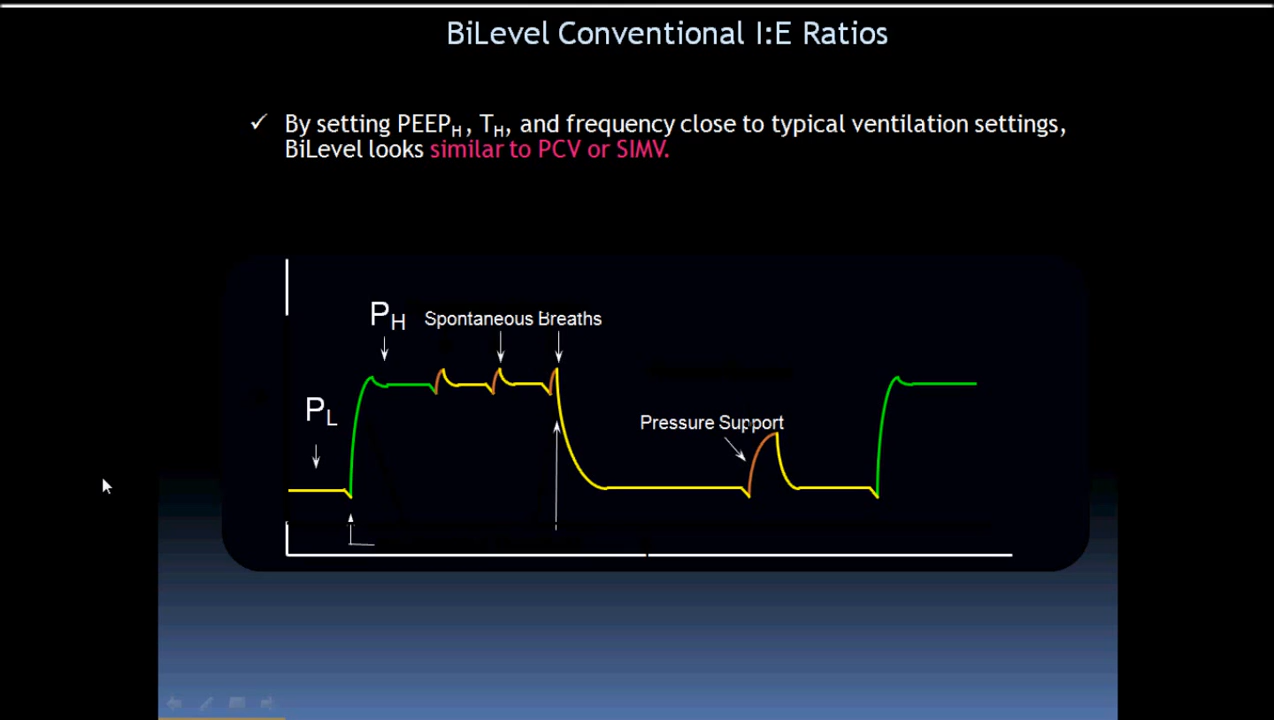 BiLevel Conventional I:E Ratios
✓ By setting PEEPH, TH, and frequency close to typical ventilation settings,
BiLevel looks similar to PCV or SIMV.
PH
Spontaneous Breaths
PL
Pressure Support